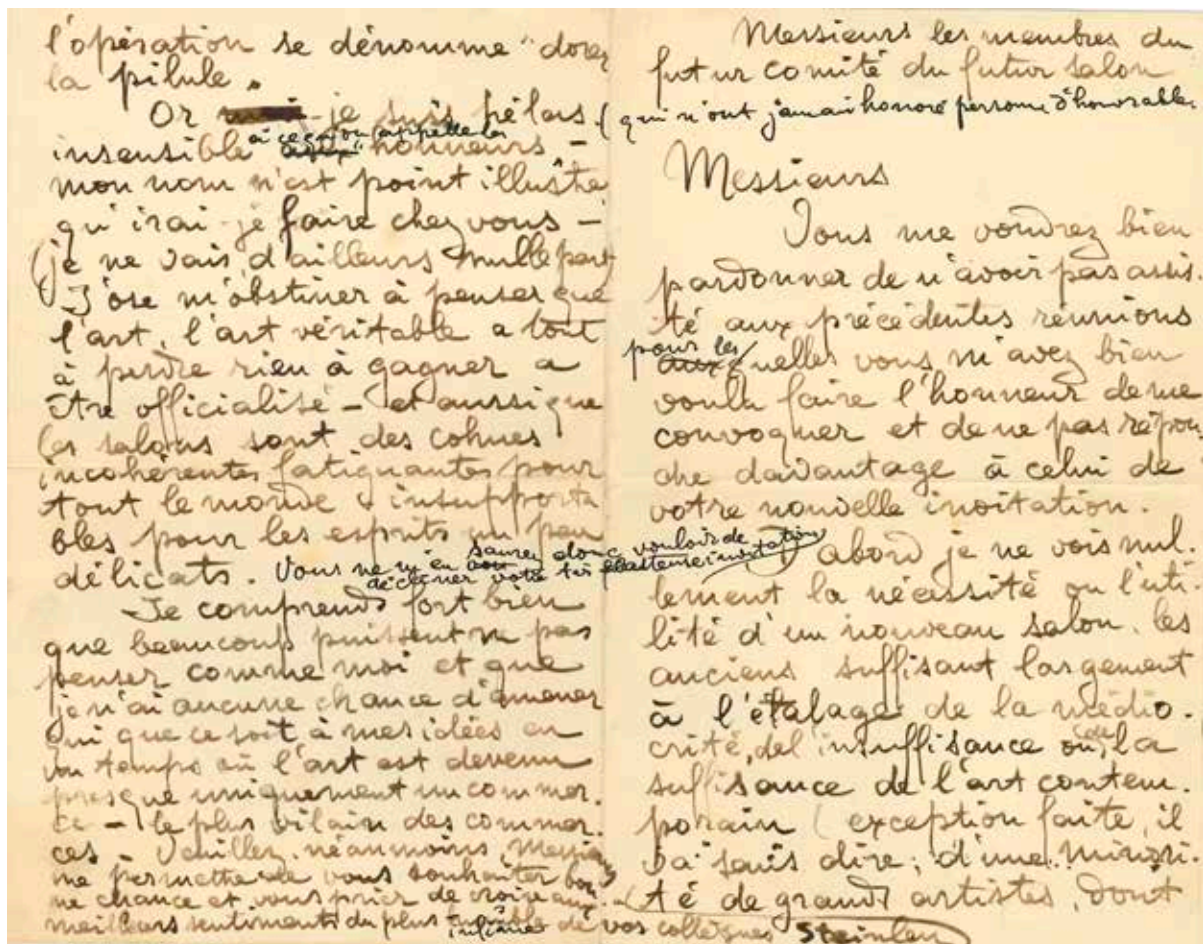 Messieurs les membres du
futur comité du futur salon
(qui n'ont jamais honoré personne d'honorable.
Messieurs
Vous me voudrez bien
pardonner de n'avoir pas assis-
té aux précédentes réunions
pour les quelles vous m'avez bien
voulu faire l'honneur de me
convoquer et de ne pas répon
dre davantage à celui de
votre nouvelle invitation.
D'abord je ne vois nul.
lement la nécessité ou l'uti-
lité d'un nouveau salon. les
anciens suffisant largement
à l'étalage de la médio.
crité, de l'insuffisance ou, de la
suffisance de l'art contem.
porain (exception faite, il
va sans dire, d'une minori.
té de grands artistes, dont
l'opération se dénomme "dorer
la pilule.
Or je suis hélas
insensible à ce qu'on appelle les honneurs -
mon nom n'est point illustre
qu'irai-je faire chez vous -
(je ne vais d'ailleurs nulle part)
J'ose m'obstiner à penser que
l'art, l'art véritable a tout
à perdre rien à gagner a
être officialisé - et aussi que
les salons sont des cohues
incohérentes fatiguantes pour
tout le monde & insupporta
bles pour les esprits un peu
délicats. Vous ne m'en saurez donc vouloir de
décliner votre très flatteuse invitation
Je comprends fort bien
que beaucoup puissent ne pas
penser comme moi et que
je n'ai aucune chance d'amener
qui que ce soit à mes idées en
un temps où l'art est devenu
presque uniquement un commer.
ce - le plus vilain des commer.
ces - Veuillez néanmoins, Messieurs
me permettre de vous souhaiter bon-
ne chance et vous prier de croire aux
meilleurs sentiments du plus infime de vos collègues Steinlen